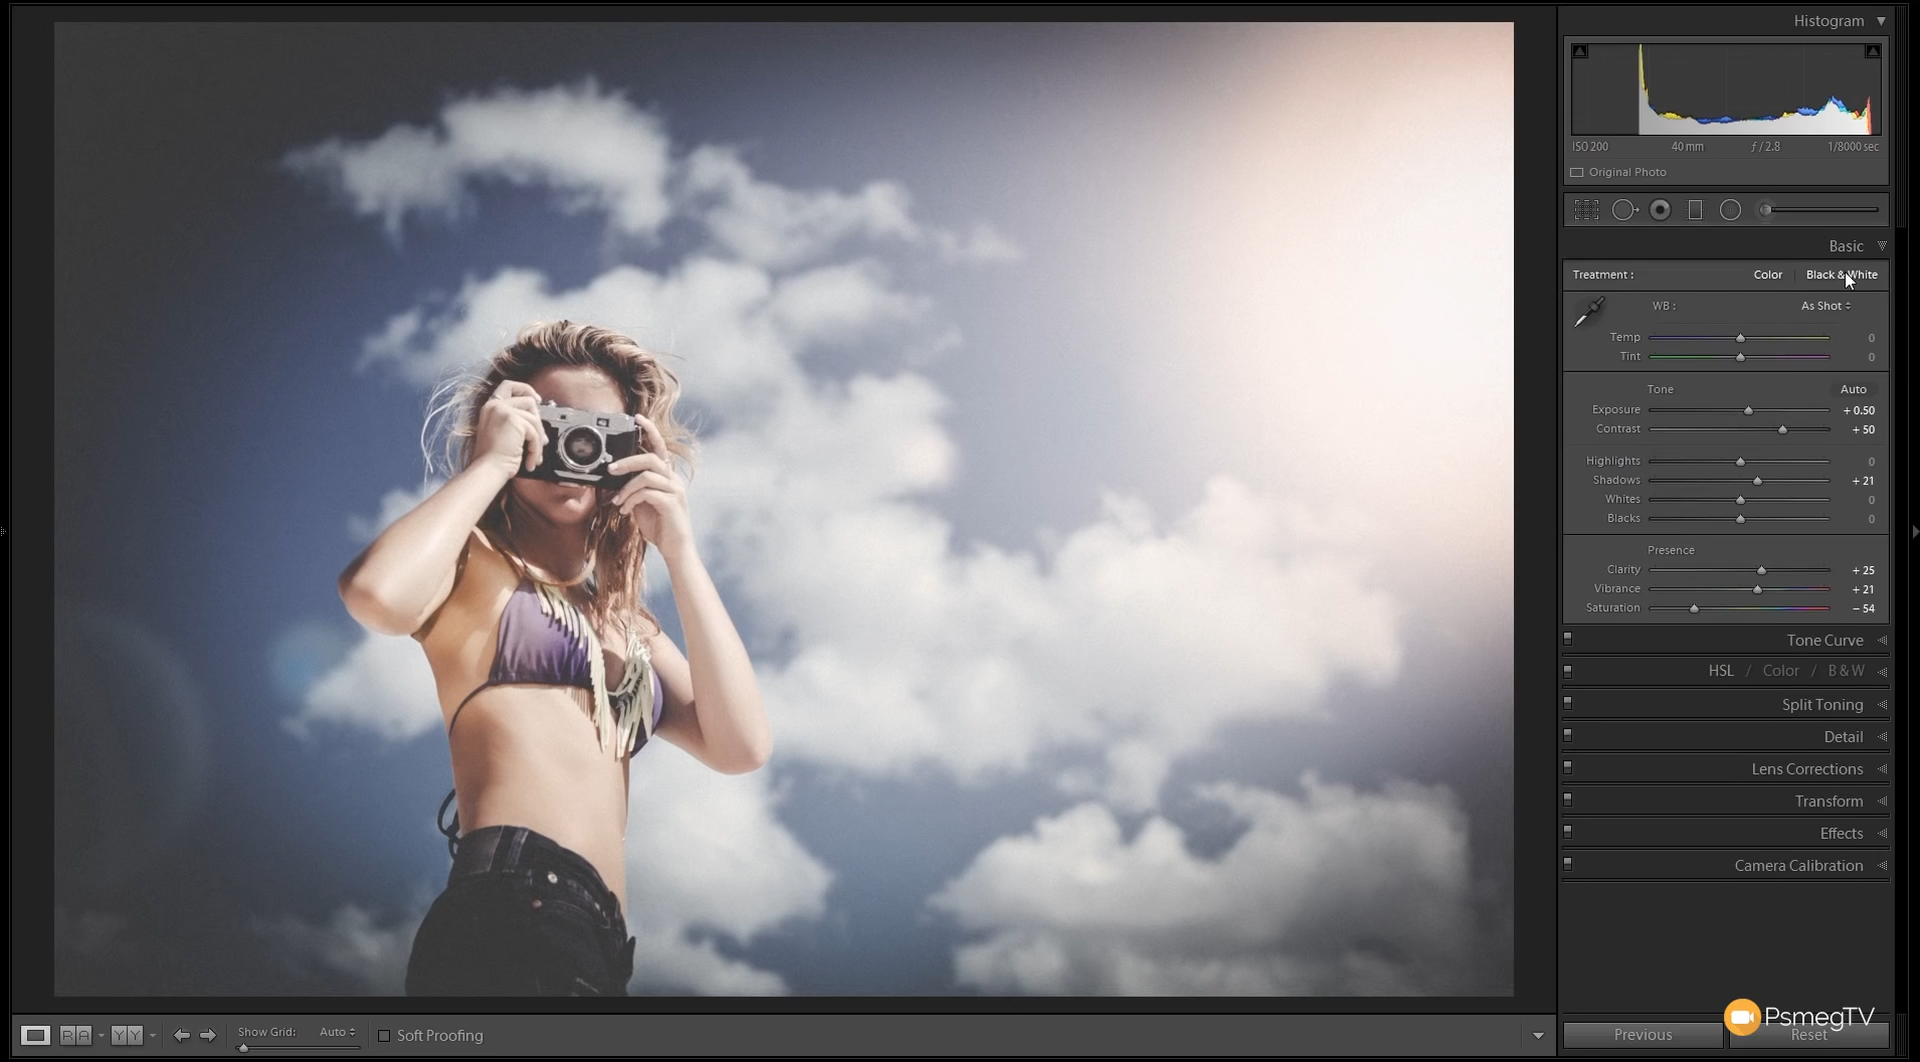 Histogram
ISO 200 40 mm ƒ / 2.8 1/8000 sec
Original Photo
Basic
Treatment : Color Black & White
WB : As Shot
Temp 0
Tint 0
Tone Auto
Exposure + 0.50
Contrast + 50
Highlights 0
Shadows + 21
Whites 0
Blacks 0
Presence
Clarity + 25
Vibrance + 21
Saturation – 54
Tone Curve
HSL / Color / B & W
Split Toning
Detail
Lens Corrections
Transform
Effects
Camera Calibration
PsmegTV
R A Y Y Show Grid: Auto Soft Proofing Previous Reset